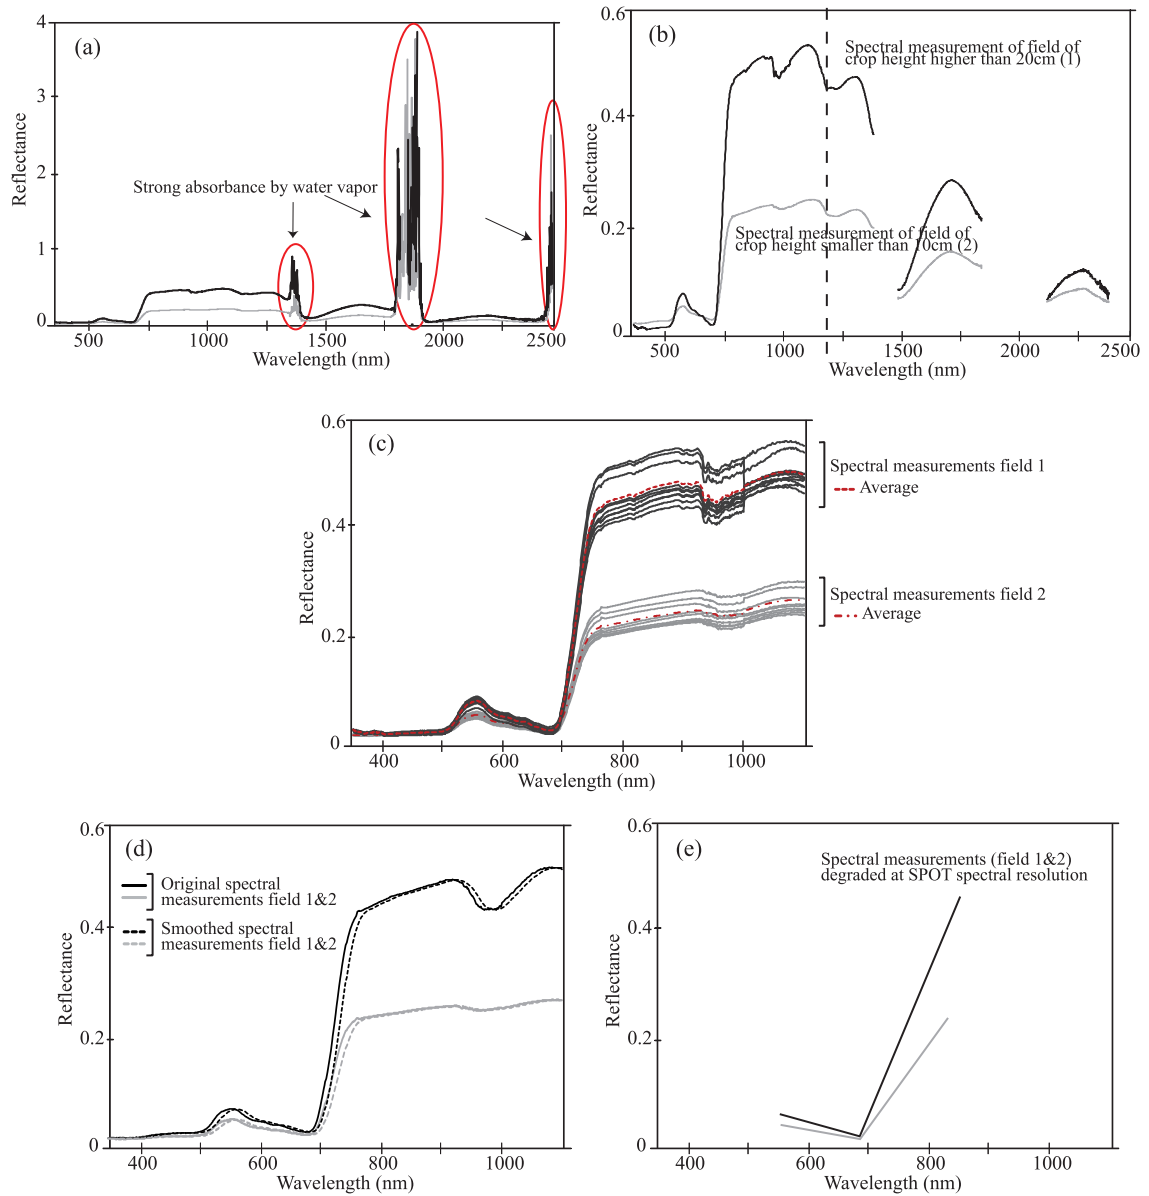 (a)
4
3
2
1
0
Reflectance
Strong absorbance by water vapor
500
1000
1500
2000
2500
Wavelength (nm)
(b)
0.6
0.4
0.2
0
Reflectance
Spectral measurement of field of
crop height higher than 20cm (1)
Spectral measurement of field of
crop height smaller than 10cm (2)
500
1000
1500
2000
2500
Wavelength (nm)
(c)
0.6
0.4
0.2
0
Reflectance
Spectral measurements field 1
Average
Spectral measurements field 2
Average
400
600
800
1000
Wavelength (nm)
(d)
0.6
0.4
0.2
0
Reflectance
Original spectral
measurements field 1&2
Smoothed spectral
measurements field 1&2
400
600
800
1000
Wavelength (nm)
(e)
0.6
0.4
0.2
0
Reflectance
Spectral measurements (field 1&2)
degraded at SPOT spectral resolution
400
600
800
1000
Wavelength (nm)